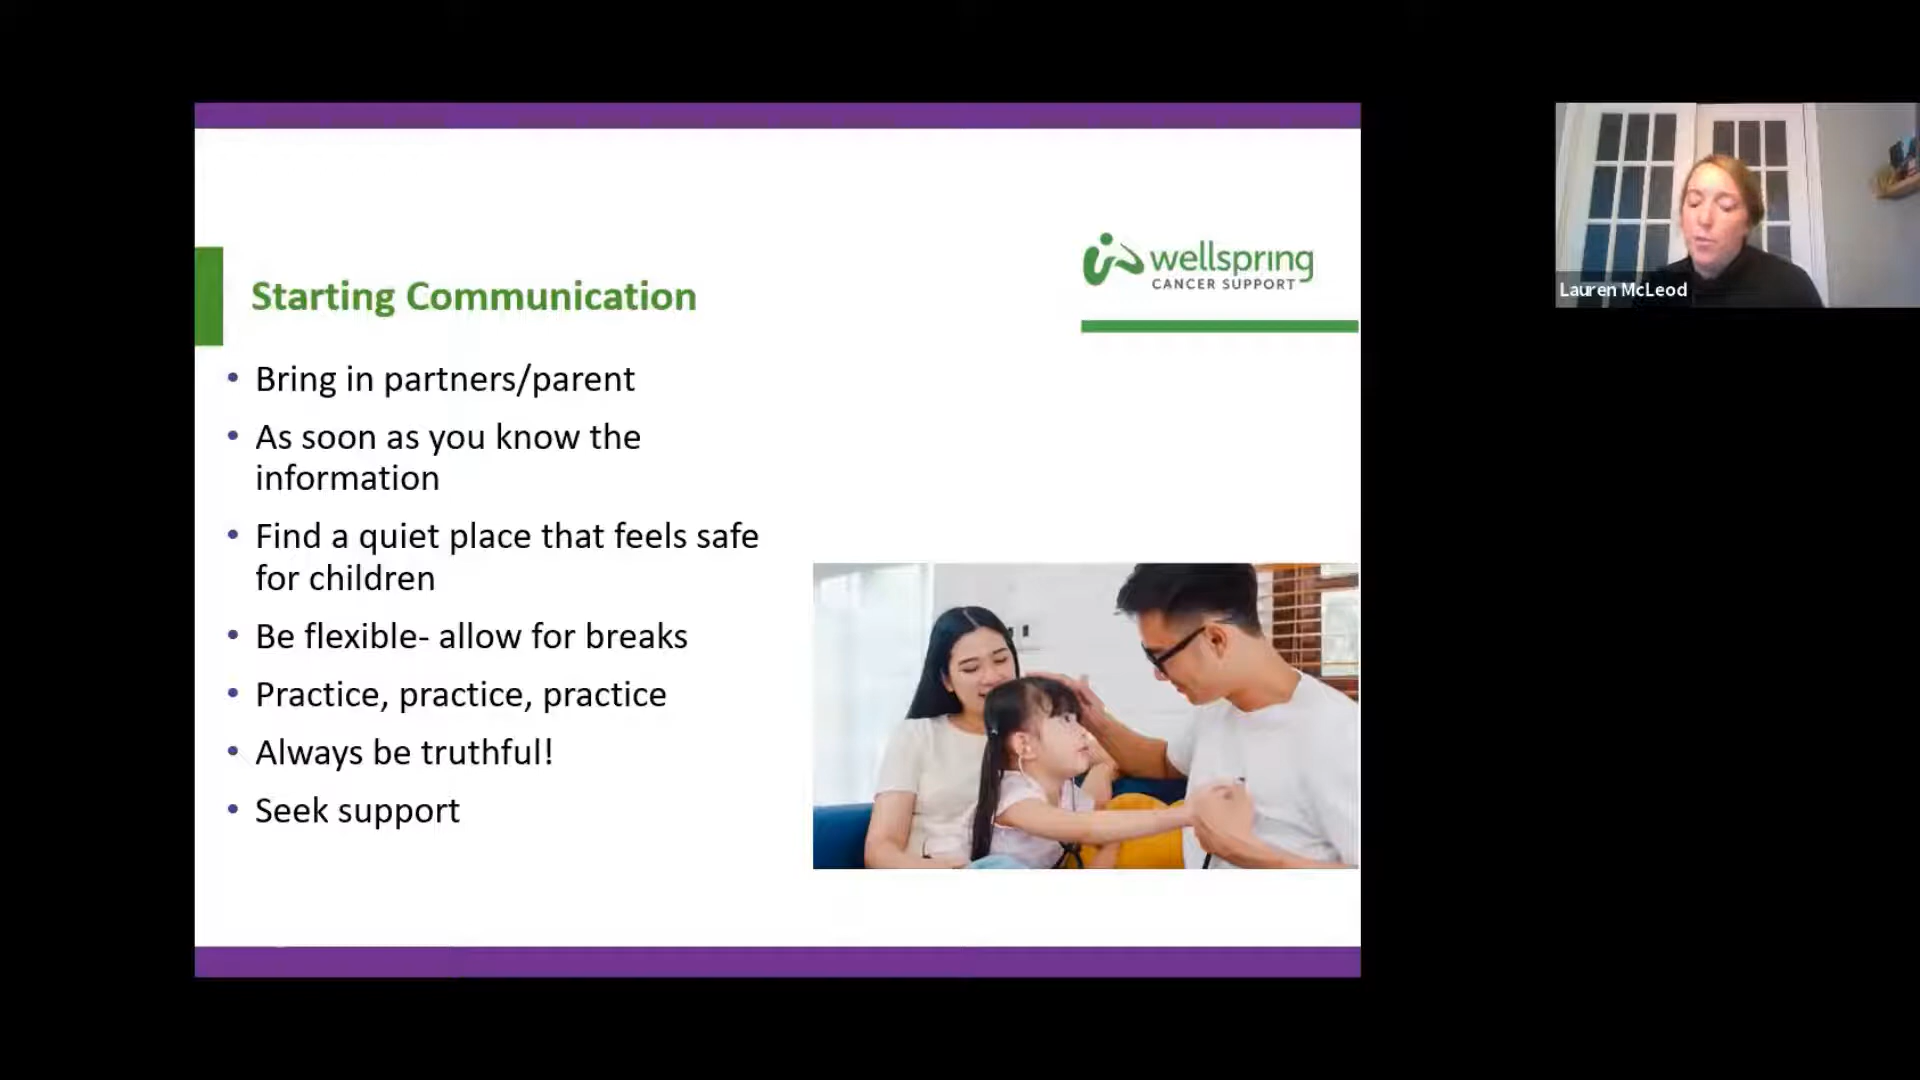 wellspring
CANCER SUPPORT
Starting Communication
• Bring in partners/parent
• As soon as you know the
information
• Find a quiet place that feels safe
for children
• Be flexible- allow for breaks
• Practice, practice, practice
• Always be truthful!
• Seek support
Lauren McLeod